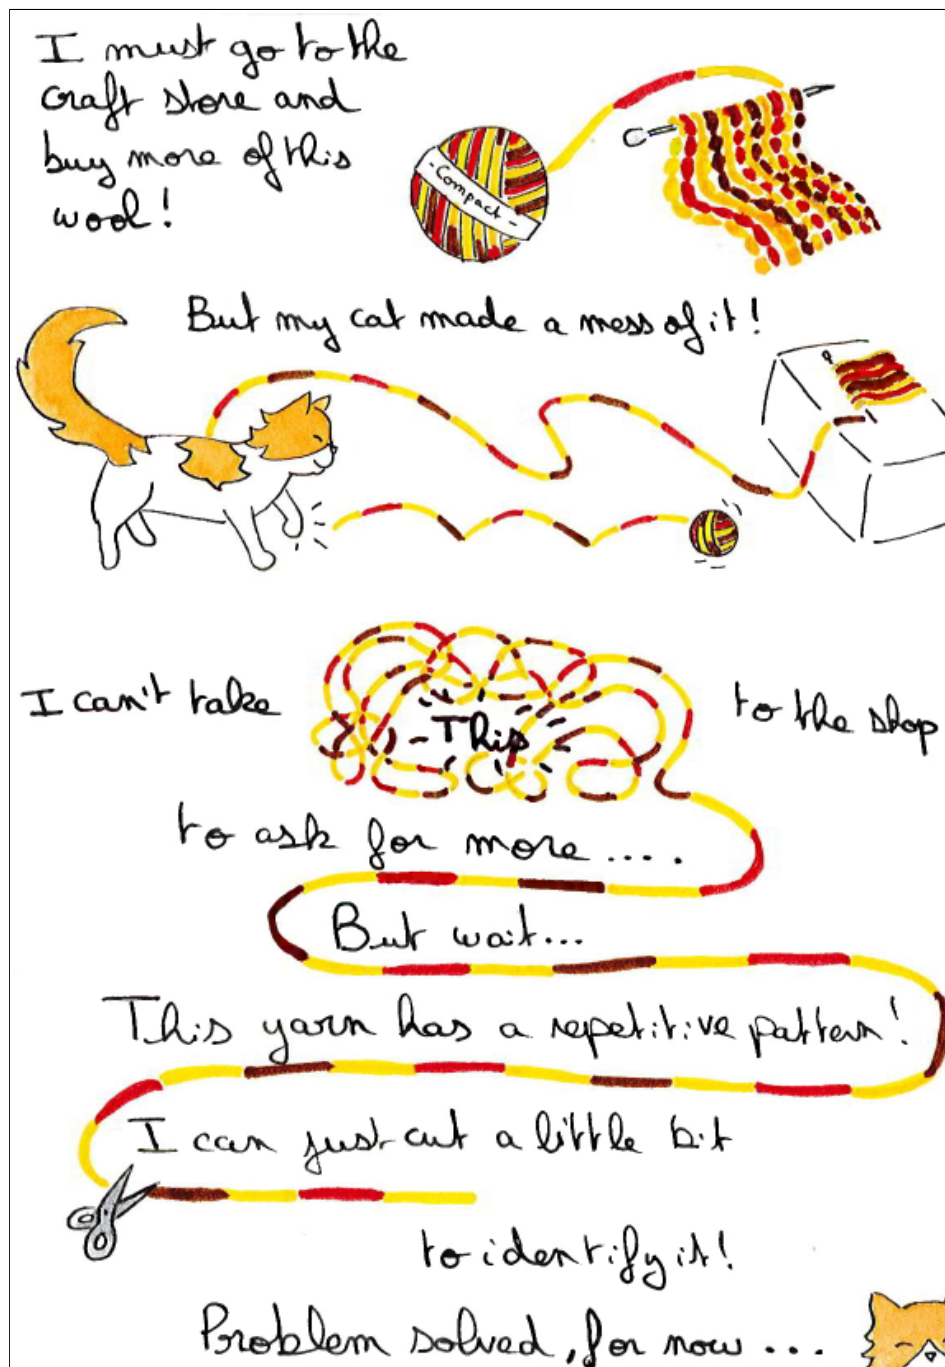 I must go to the
craft store and
buy more of this
wool!
- Compact -
But my cat made a mess of it!
I can't take This to the shop
to ask for more ....
But wait...
This yarn has a repetitive pattern!
I can just cut a little bit
to identify it!
Problem solved, for now ...